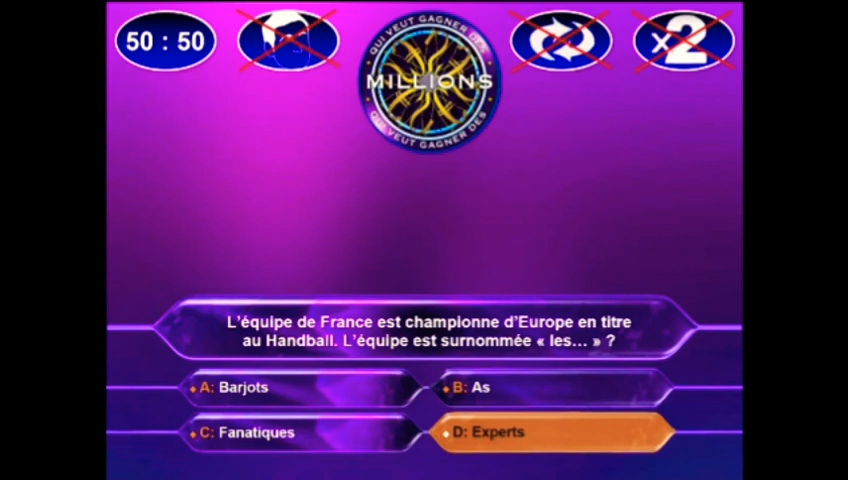 50 : 50
QUI VEUT GAGNER DES
MILLIONS
QUI VEUT GAGNER DES
x2
L'équipe de France est championne d'Europe en titre
au Handball. L'équipe est surnommée « les... » ?
A: Barjots
B: As
C: Fanatiques
D: Experts